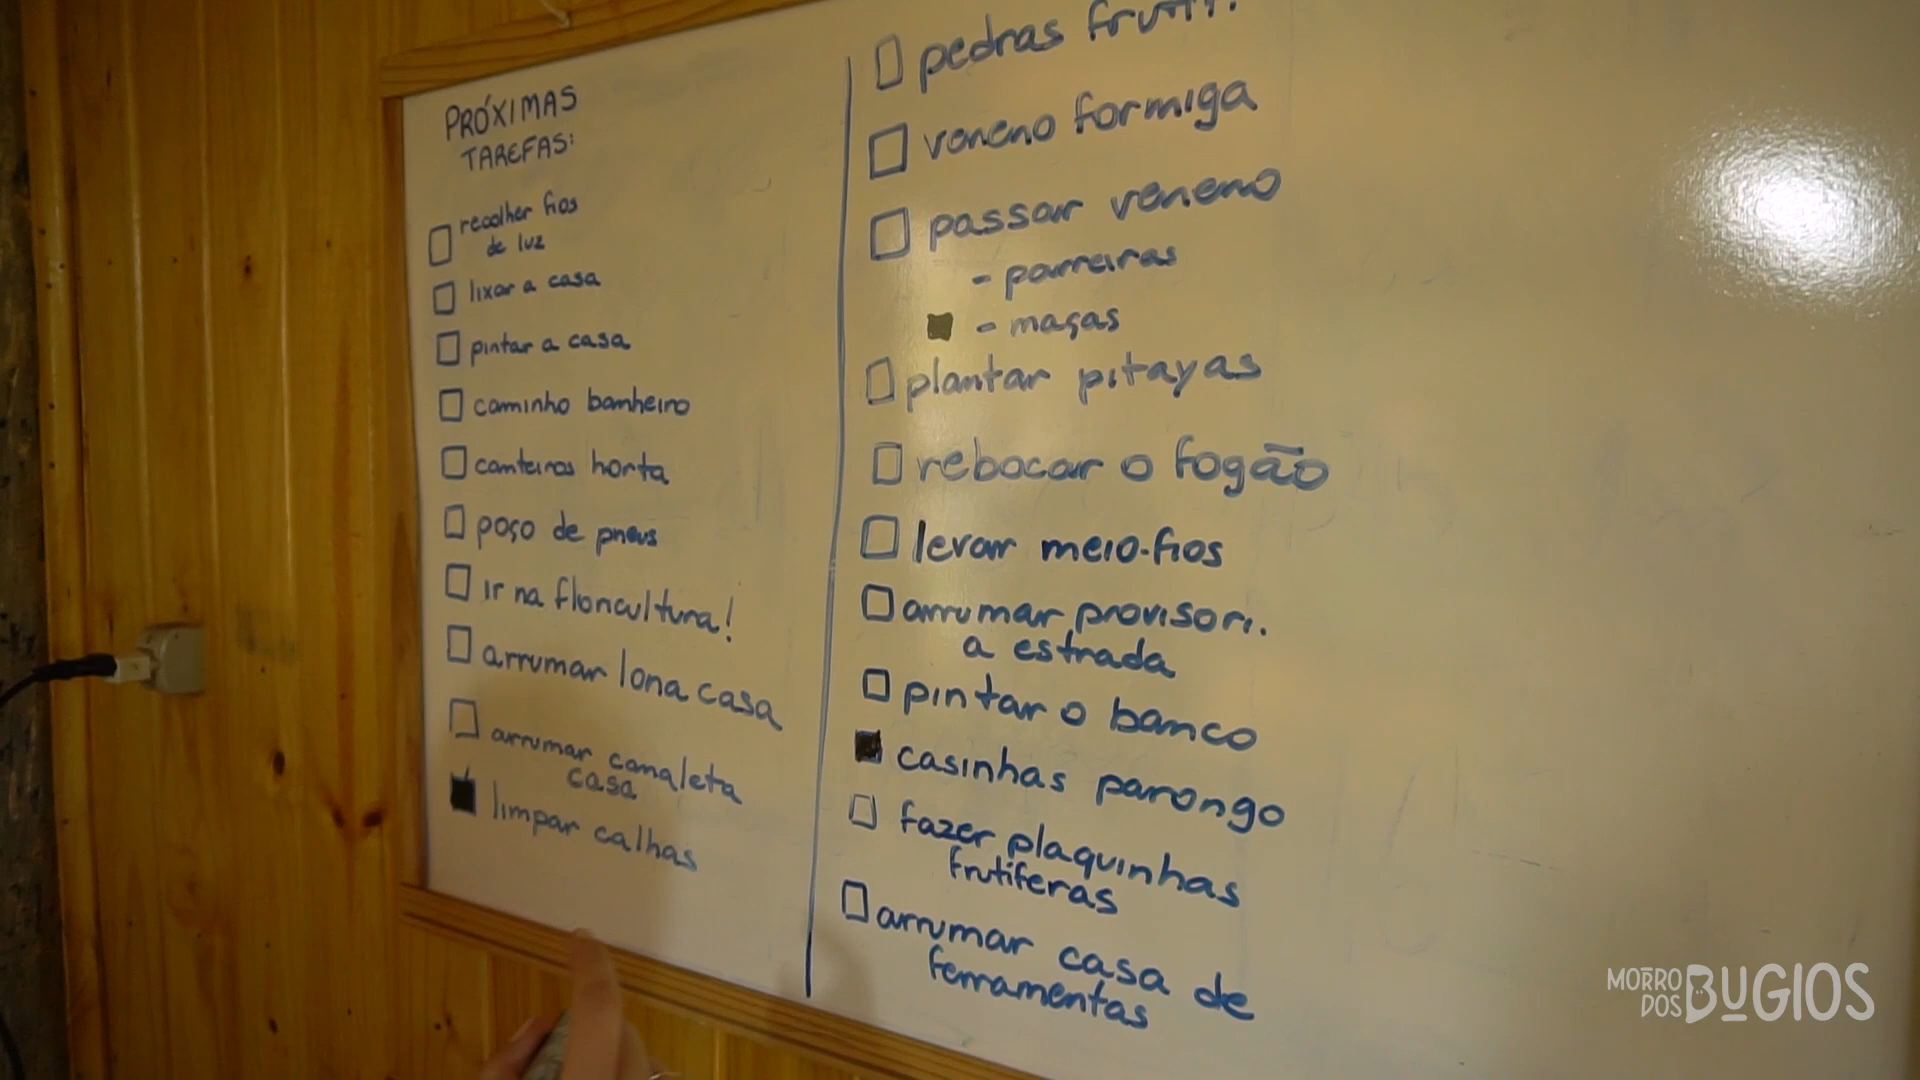 PRÓXIMAS
TAREFAS:
recolher fios
de luz
lixar a casa
pintar a casa
caminho banheiro
canteiros horta
poço de pneus
ir na floricultura!
arrumar lona casa
arrumar canaleta
casa
limpar calhas
pedras
veneno formiga
passar veneno
- parreiras
- maças
plantar pitayas
rebocar o fogão
levar meio-fios
arrumar provisori.
a estrada
pintar o banco
casinhas parongo
fazer plaquinhas
frutiferas
arrumar casa de
ferramentas
MORRO
DOS BUGIOS